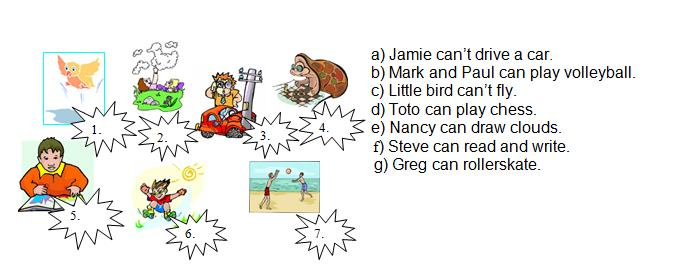 a) Jamie can't drive a car.
b) Mark and Paul can play volleyball.
c) Little bird can't fly.
d) Toto can play chess.
e) Nancy can draw clouds.
f) Steve can read and write.
g) Greg can rollerskate.
1.
2.
3.
4.
5.
6.
7.